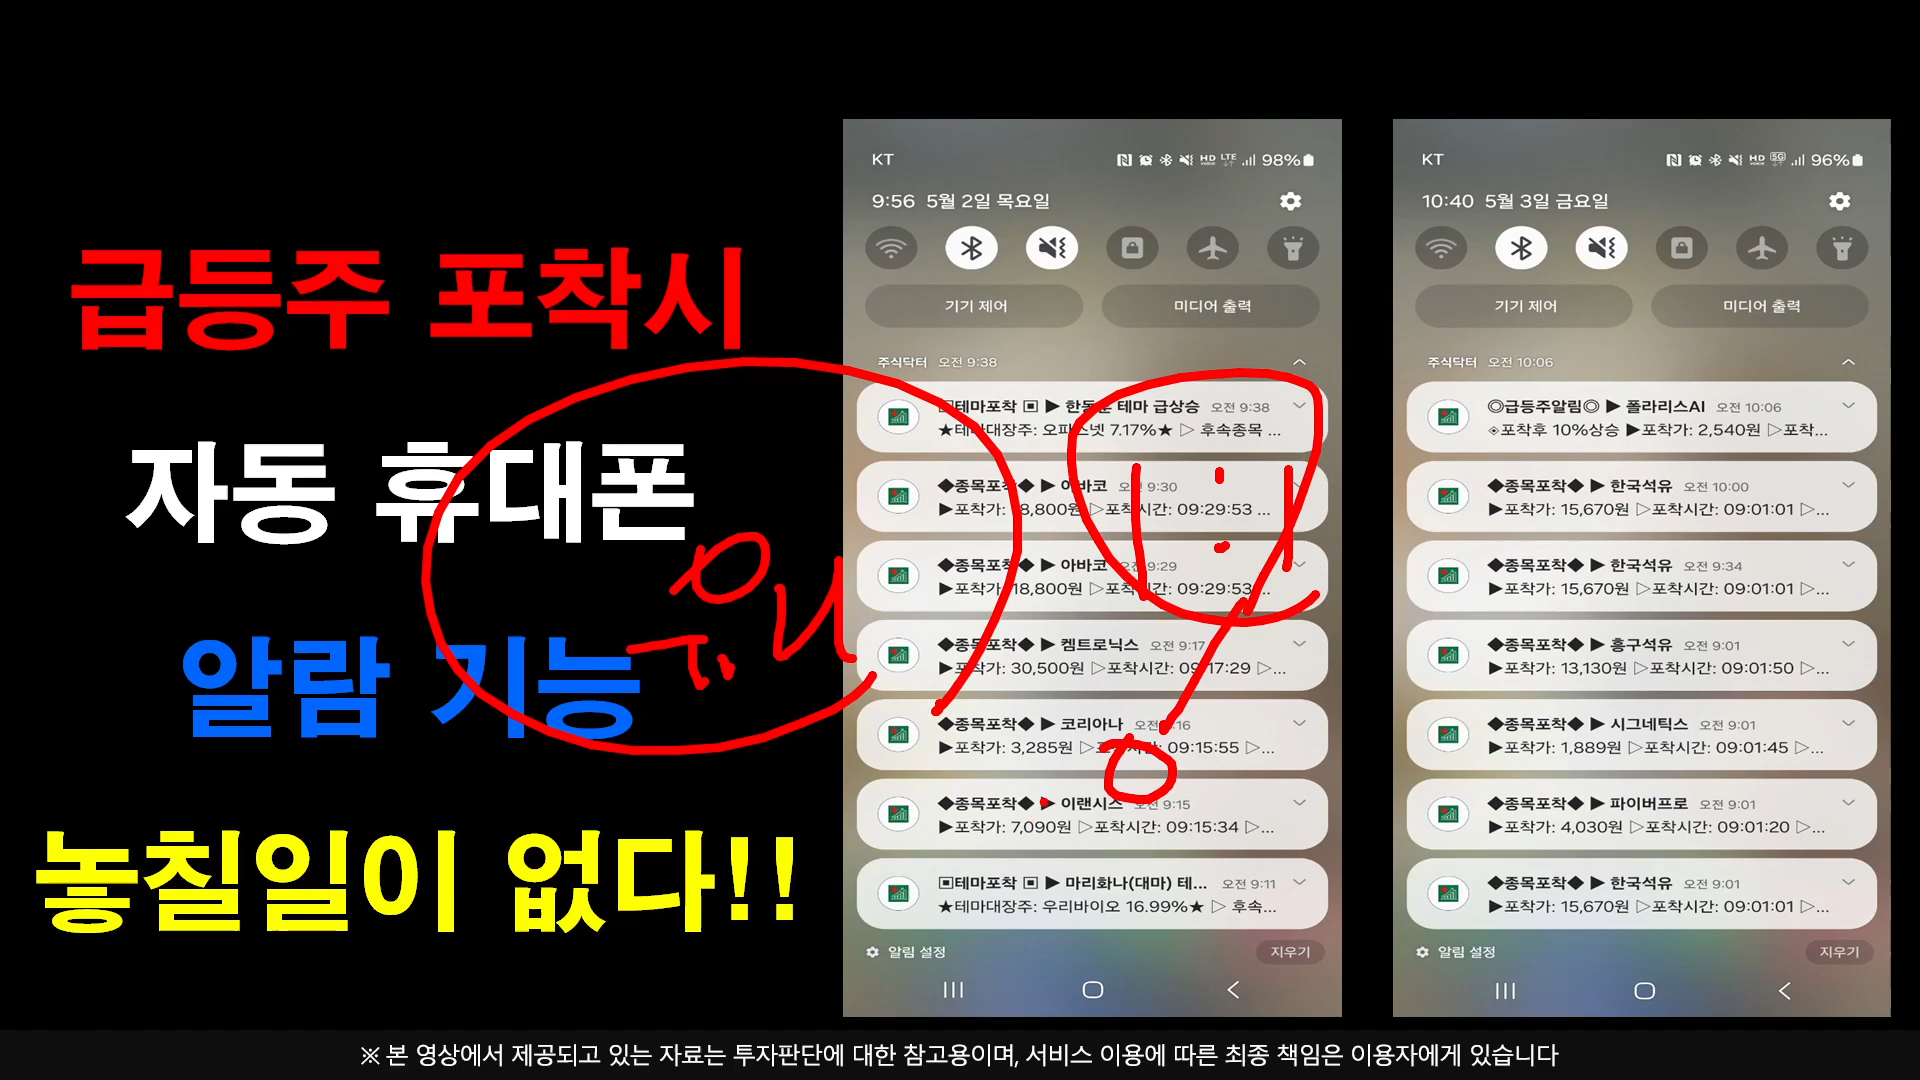 급등주 포착시
자동 휴대폰
알람 기능
놓칠일이 없다!!
KT
HD LTE 98%
9:56 5월 2일 목요일
기기 제어 미디어 출력
주식닥터 오전 9:38
▣테마포착 ▣ ▶ 한동훈 테마 급상승 오전 9:38
★테마대장주: 오파스넷 7.17%★ ▷ 후속종목 ...
◆종목포착◆ ▶ 아바코 오전 9:30
▶포착가: 18,800원 ▷포착시간: 09:29:53 ...
◆종목포착◆ ▶ 아바코 오전 9:29
▶포착가: 18,800원 ▷포착시간: 09:29:53 ...
◆종목포착◆ ▶ 켐트로닉스 오전 9:17
▶포착가: 30,500원 ▷포착시간: 09:17:29 ▷...
◆종목포착◆ ▶ 코리아나 오전 9:16
▶포착가: 3,285원 ▷포착시간: 09:15:55 ▷...
◆종목포착◆ ▶ 이랜시스 오전 9:15
▶포착가: 7,090원 ▷포착시간: 09:15:34 ▷...
▣테마포착 ▣ ▶ 마리화나(대마) 테... 오전 9:11
★테마대장주: 우리바이오 16.99%★ ▷ 후속...
알림 설정 지우기
KT
HD 5G 96%
10:40 5월 3일 금요일
기기 제어 미디어 출력
주식닥터 오전 10:06
◎급등주알림◎ ▶ 폴라리스AI 오전 10:06
◈포착후 10%상승 ▶포착가: 2,540원 ▷포착...
◆종목포착◆ ▶ 한국석유 오전 10:00
▶포착가: 15,670원 ▷포착시간: 09:01:01 ▷...
◆종목포착◆ ▶ 한국석유 오전 9:34
▶포착가: 15,670원 ▷포착시간: 09:01:01 ▷...
◆종목포착◆ ▶ 흥구석유 오전 9:01
▶포착가: 13,130원 ▷포착시간: 09:01:50 ▷...
◆종목포착◆ ▶ 시그네틱스 오전 9:01
▶포착가: 1,889원 ▷포착시간: 09:01:45 ▷...
◆종목포착◆ ▶ 파이버프로 오전 9:01
▶포착가: 4,030원 ▷포착시간: 09:01:20 ▷...
◆종목포착◆ ▶ 한국석유 오전 9:01
▶포착가: 15,670원 ▷포착시간: 09:01:01 ▷...
알림 설정 지우기
※ 본 영상에서 제공되고 있는 자료는 투자판단에 대한 참고용이며, 서비스 이용에 따른 최종 책임은 이용자에게 있습니다